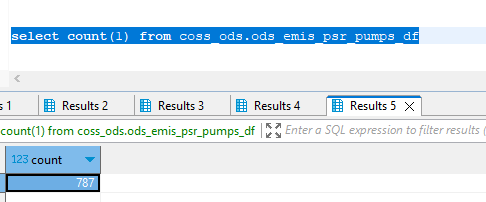 select count(1) from coss_ods.ods_emis_psr_pumps_df
s 1 Results 2 Results 3 Results 4 Results 5
count(1) from coss_ods.ods_emis_psr_pumps_df Enter a SQL expression to filter results (
123 count
787